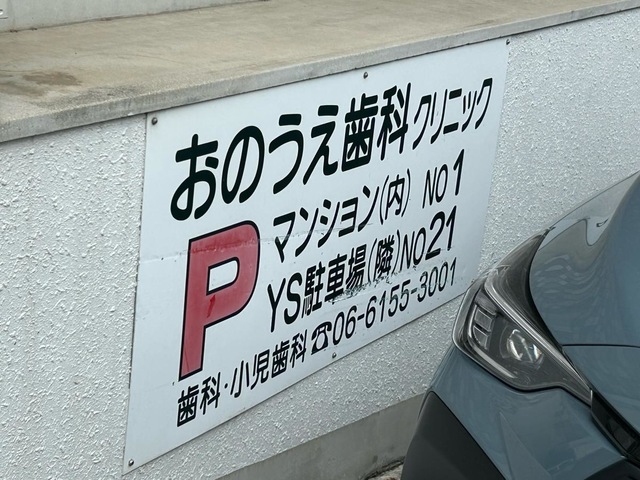 おのうえ歯科クリニック
P
マンション(内) NO1
YS駐車場(隣)NO21
歯科・小児歯科☎06-6155-3001